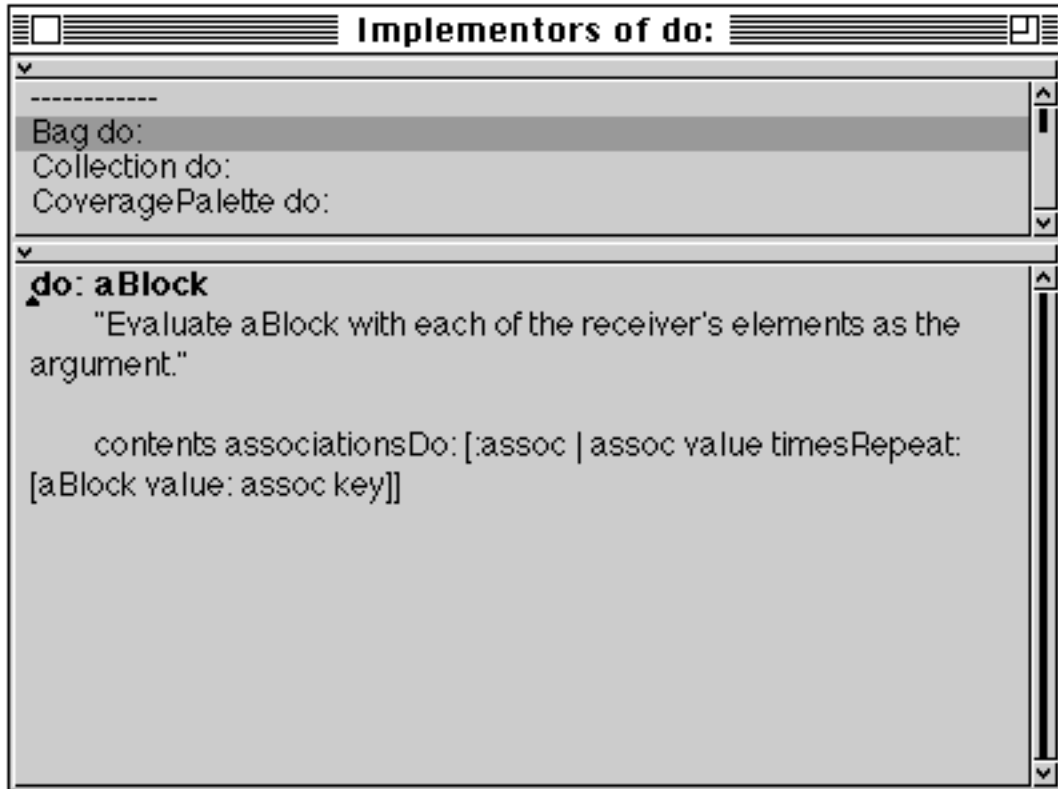 Implementors of do:
------------
Bag do:
Collection do:
CoveragePalette do:
do: aBlock
"Evaluate aBlock with each of the receiver's elements as the
argument."
contents associationsDo: [:assoc | assoc value timesRepeat:
[aBlock value: assoc key]]